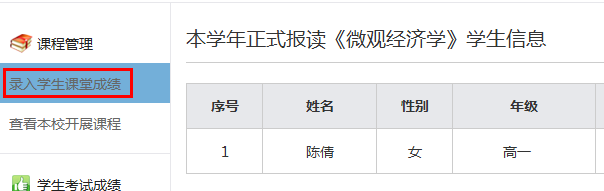 课程管理
录入学生课堂成绩
查看本校开展课程
学生考试成绩
本学年正式报读《微观经济学》学生信息
序号 姓名 性别 年级
1 陈倩 女 高一